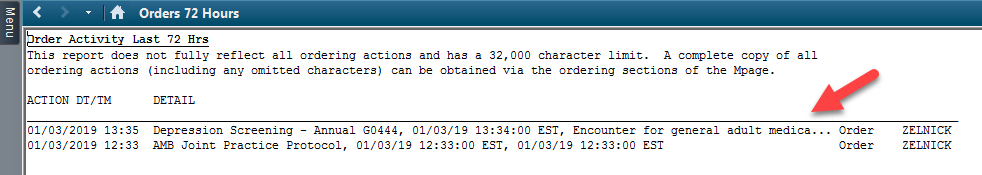 Menu
Orders 72 Hours
Order Activity Last 72 Hrs
This report does not fully reflect all ordering actions and has a 32,000 character limit.  A complete copy of all
ordering actions (including any omitted characters) can be obtained via the ordering sections of the Mpage.
ACTION DT/TM DETAIL
01/03/2019 13:35 Depression Screening - Annual G0444, 01/03/19 13:34:00 EST, Encounter for general adult medica... Order ZELNICK
01/03/2019 12:33 AMB Joint Practice Protocol, 01/03/19 12:33:00 EST, 01/03/19 12:33:00 EST Order ZELNICK